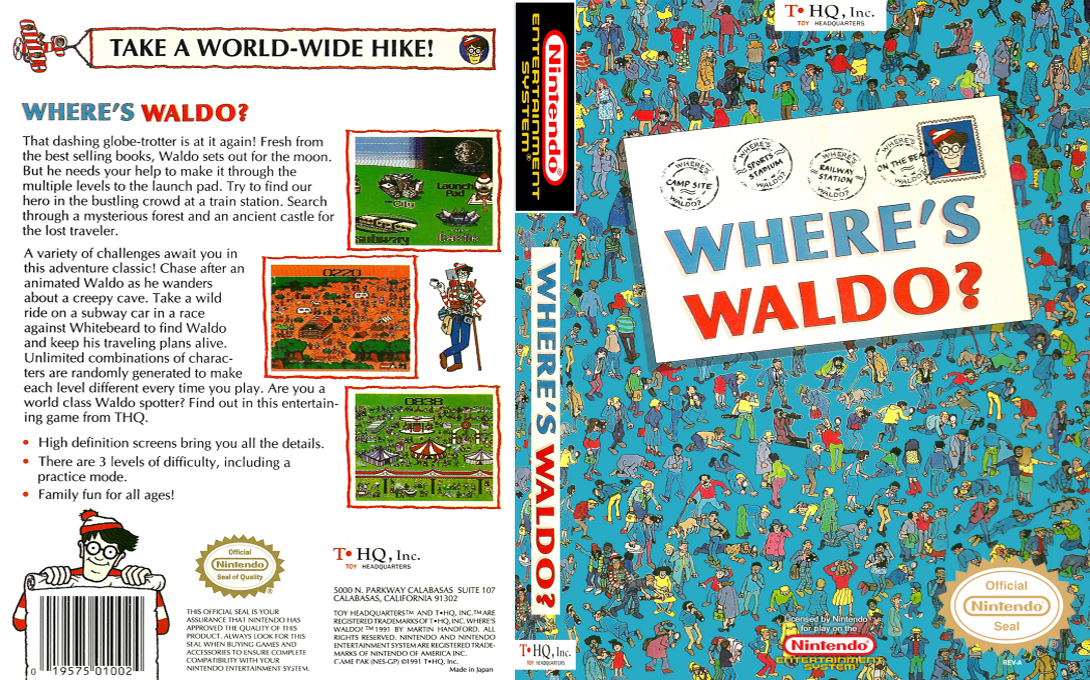 TAKE A WORLD-WIDE HIKE!
WHERE'S WALDO?
That dashing globe-trotter is at it again! Fresh from
the best selling books, Waldo sets out for the moon.
But he needs your help to make it through the
multiple levels to the launch pad. Try to find our
hero in the bustling crowd at a train station. Search
through a mysterious forest and an ancient castle for
the lost traveler.
A variety of challenges await you in
this adventure classic! Chase after an
animated Waldo as he wanders
about a creepy cave. Take a wild
ride on a subway car in a race
against Whitebeard to find Waldo
and keep his traveling plans alive.
Unlimited combinations of charac-
ters are randomly generated to make
each level different every time you play. Are you a
world class Waldo spotter? Find out in this entertain-
ing game from THQ.
• High definition screens bring you all the details.
• There are 3 levels of difficulty, including a
practice mode.
• Family fun for all ages!
Launch
Pad
The
City
The
Castle
subway
0220
0838
0 19575 01002
Official
Nintendo®
Seal of Quality
THIS OFFICIAL SEAL IS YOUR
ASSURANCE THAT NINTENDO HAS
APPROVED THE QUALITY OF THIS
PRODUCT. ALWAYS LOOK FOR THIS
SEAL WHEN BUYING GAMES AND
ACCESSORIES TO ENSURE COMPLETE
COMPATIBILITY WITH YOUR
NINTENDO ENTERTAINMENT SYSTEM.
T•HQ, Inc.
TOY HEADQUARTERS
5000 N. PARKWAY CALABASAS SUITE 107
CALABASAS, CALIFORNIA 91302
TOY HEADQUARTERS™ AND T•HQ, INC.™ ARE
REGISTERED TRADEMARKS OF T•HQ, INC. WHERE'S
WALDO? ™ 1991 BY MARTIN HANDFORD. ALL
RIGHTS RESERVED. NINTENDO AND NINTENDO
ENTERTAINMENT SYSTEM ARE REGISTERED TRADE-
MARKS OF NINTENDO OF AMERICA INC.
GAME PAK (NES-GP) ©1991 T•HQ, Inc.
Made in Japan
Nintendo®
ENTERTAINMENT
SYSTEM®
WHERE'S WALDO?
T•HQ, Inc.
TOY HEADQUARTERS
T•HQ, Inc.
TOY HEADQUARTERS
WHERE'S
CAMP SITE
WALDO?
WHERE'S
SPORTS
STADIUM
WALDO?
WHERE'S
RAILWAY
STATION
WALDO?
WHERE'S
ON THE BEA
WALDO?
WHERE'S
WALDO?
Licensed by Nintendo
for play on the
Nintendo®
ENTERTAINMENT
SYSTEM®
Official
Nintendo®
Seal
REV-A